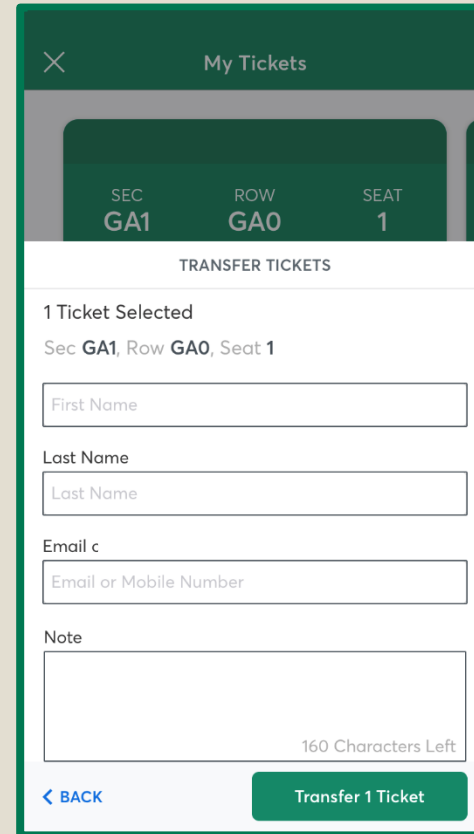 My Tickets
SEC ROW SEAT
GA1 GA0 1
TRANSFER TICKETS
1 Ticket Selected
Sec GA1, Row GA0, Seat 1
First Name
Last Name
Last Name
Email c
Email or Mobile Number
Note
160 Characters Left
BACK Transfer 1 Ticket